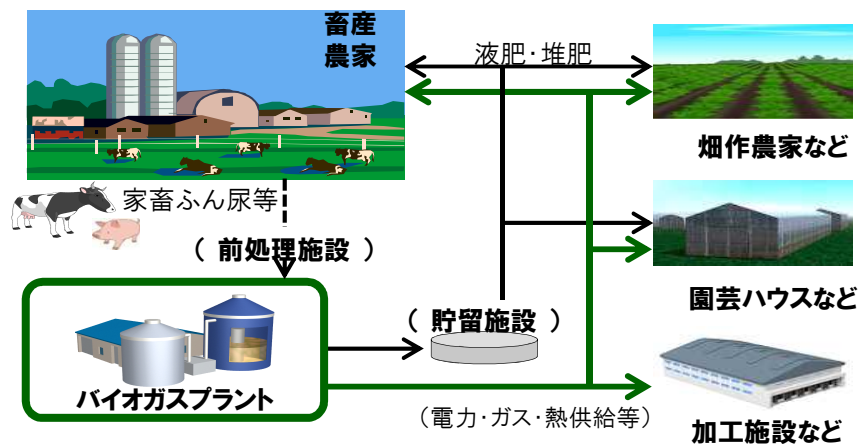 畜産
農家
液肥・堆肥
畑作農家など
家畜ふん尿等
（ 前処理施設 ）
園芸ハウスなど
（ 貯留施設 ）
バイオガスプラント
（電力・ガス・熱供給等）
加工施設など